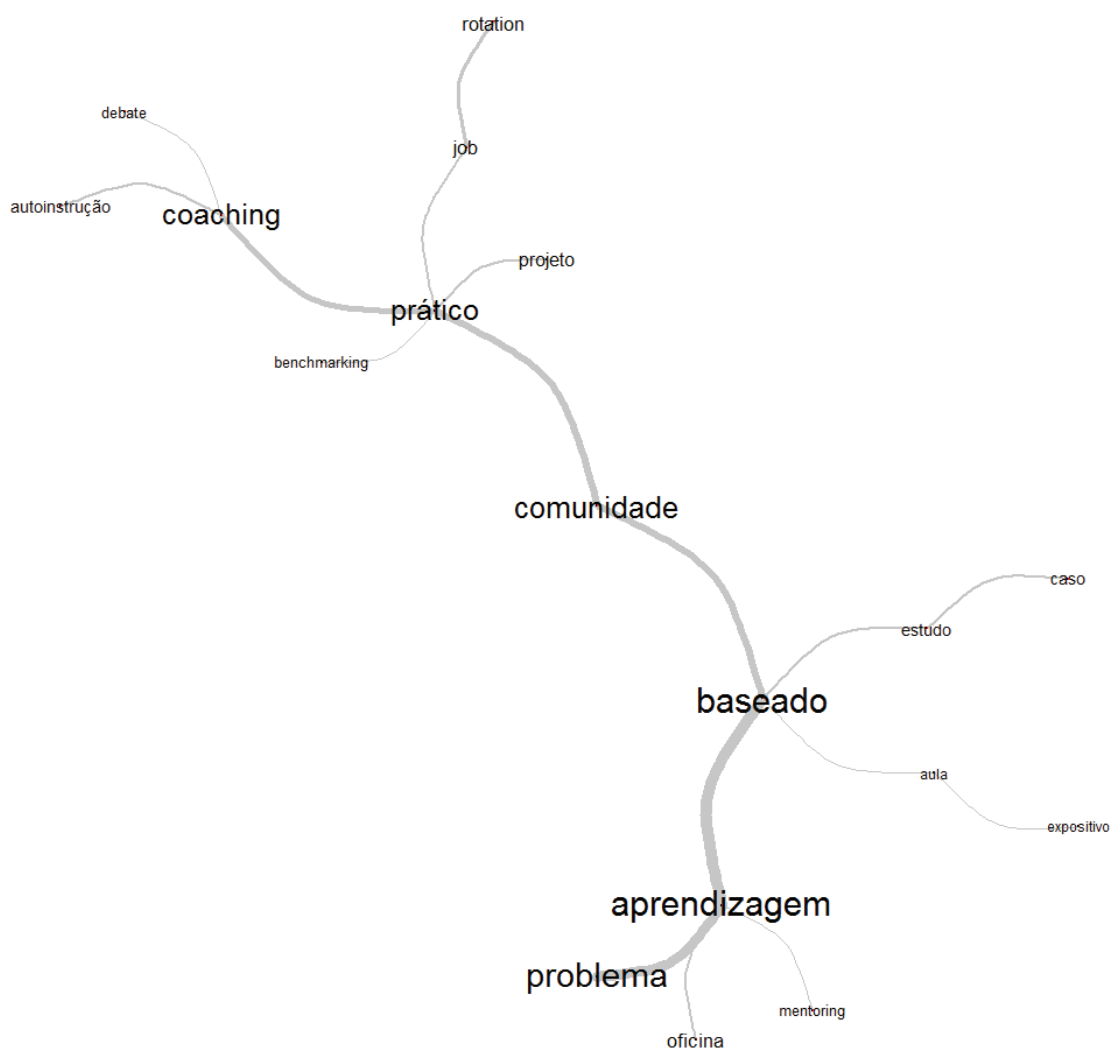 rotation
debate
job
autoinstrução
coaching
projeto
prático
benchmarking
comunidade
caso
estudo
baseado
aula
expositivo
aprendizagem
problema
mentoring
oficina